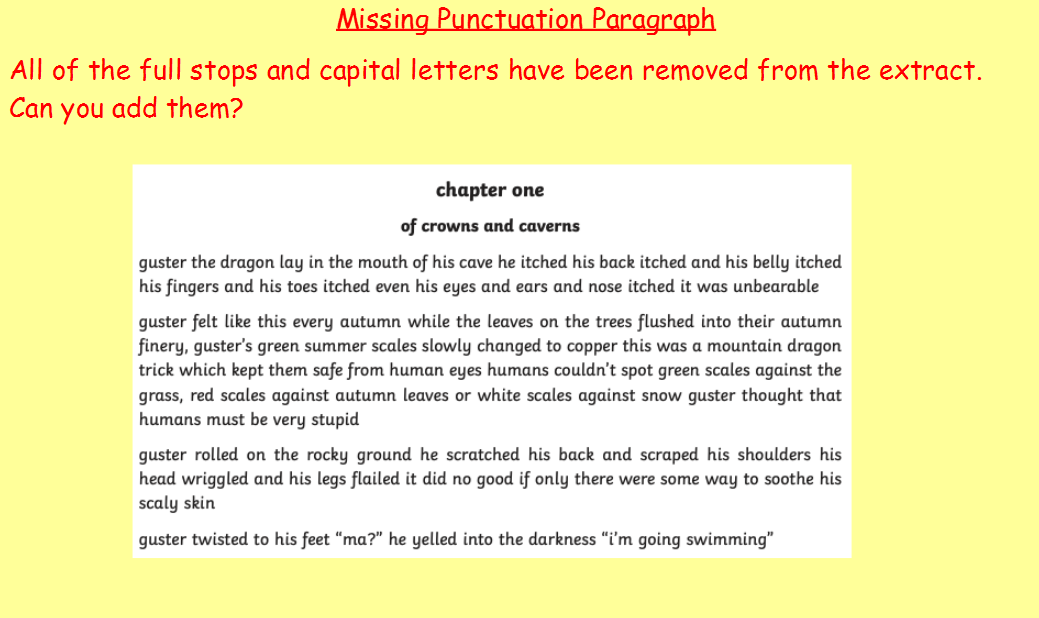 Missing Punctuation Paragraph
All of the full stops and capital letters have been removed from the extract.
Can you add them?
chapter one
of crowns and caverns
guster the dragon lay in the mouth of his cave he itched his back itched and his belly itched
his fingers and his toes itched even his eyes and ears and nose itched it was unbearable
guster felt like this every autumn while the leaves on the trees flushed into their autumn
finery, guster’s green summer scales slowly changed to copper this was a mountain dragon
trick which kept them safe from human eyes humans couldn’t spot green scales against the
grass, red scales against autumn leaves or white scales against snow guster thought that
humans must be very stupid
guster rolled on the rocky ground he scratched his back and scraped his shoulders his
head wriggled and his legs flailed it did no good if only there were some way to soothe his
scaly skin
guster twisted to his feet “ma?” he yelled into the darkness “i’m going swimming”